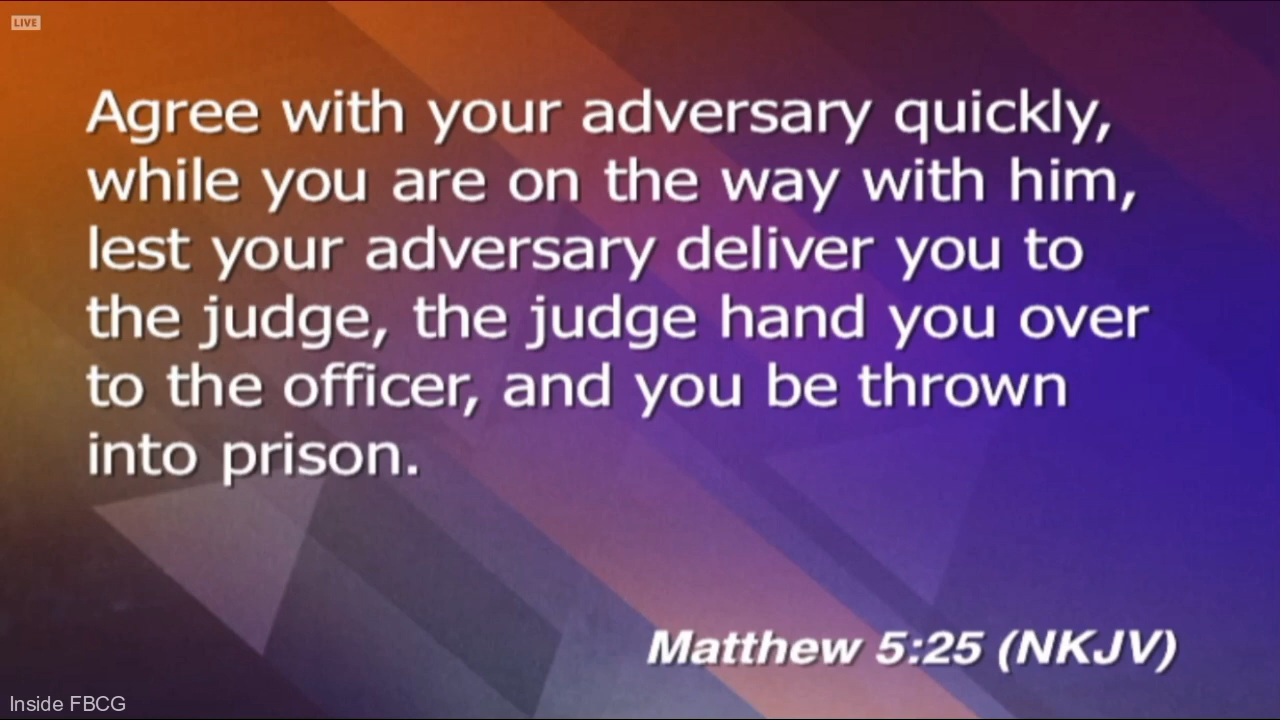 LIVE
Agree with your adversary quickly,
while you are on the way with him,
lest your adversary deliver you to
the judge, the judge hand you over
to the officer, and you be thrown
into prison.
Matthew 5:25 (NKJV)
Inside FBCG